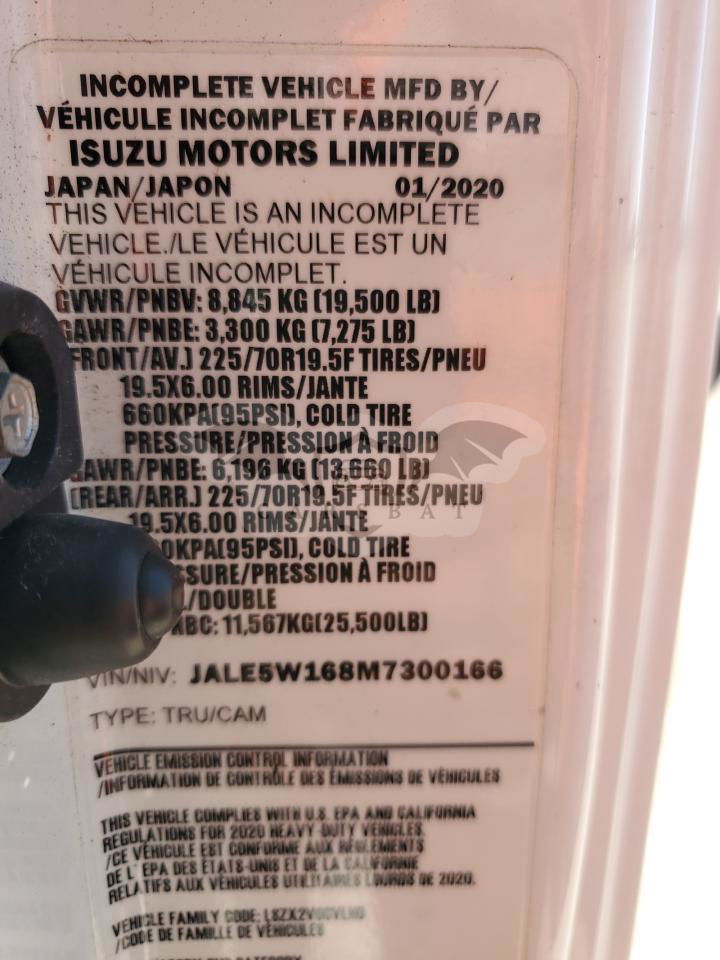 INCOMPLETE VEHICLE MFD BY/
VÉHICULE INCOMPLET FABRIQUÉ PAR
ISUZU MOTORS LIMITED
JAPAN/JAPON 01/2020
THIS VEHICLE IS AN INCOMPLETE
VEHICLE./LE VÉHICULE EST UN
VÉHICULE INCOMPLET.
GVWR/PNBV: 8,845 KG (19,500 LB)
GAWR/PNBE: 3,300 KG (7,275 LB)
FRONT/AV.) 225/70R19.5F TIRES/PNEU
19.5X6.00 RIMS/JANTE
660KPA(95PSI), COLD TIRE
PRESSURE/PRESSION À FROID
GAWR/PNBE: 6,196 KG (13,660 LB)
(REAR/ARR.) 225/70R19.5F TIRES/PNEU
19.5X6.00 RIMS/JANTE
0KPA(95PSI), COLD TIRE
SSURE/PRESSION À FROID
/DOUBLE
BC: 11,567KG(25,500LB)
VIN/NIV: JALE5W168M7300166
TYPE: TRU/CAM
VEHICLE EMISSION CONTROL INFORMATION
/INFORMATION DE CONTRÔLE DES ÉMISSIONS DE VÉHICULES
THIS VEHICLE COMPLIES WITH U.S. EPA AND CALIFORNIA
REGULATIONS FOR 2020 HEAVY-DUTY VEHICLES.
/CE VÉHICULE EST CONFORME AUX RÈGLEMENTS
DE L'EPA DES ÉTATS-UNIS ET DE LA CALIFORNIE
RELATIFS AUX VÉHICULES UTILITAIRES LOURDS DE 2020.
VEHICLE FAMILY CODE:
/CODE DE FAMILLE DE VÉHICULES